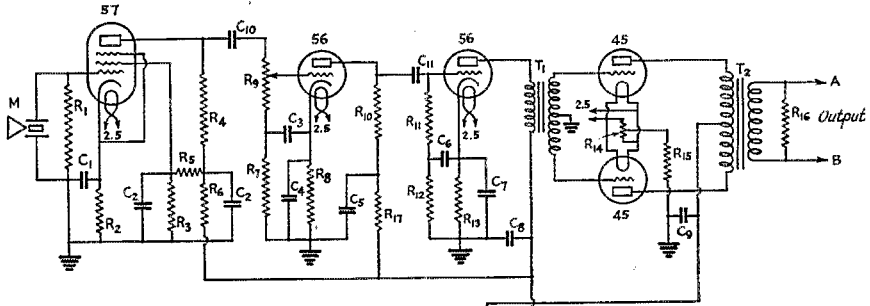 57
C10
56
C11
56
T1
45
T2
A
M
R1
R9
2.5
R16
Output
2.5
R4
C3
2.5
R10
R11
2.5
R14
R15
B
C1
R5
R7
C6
C2
R6
C2
C4
R8
C5
R12
C7
R2
R3
R17
R13
C8
45
C9